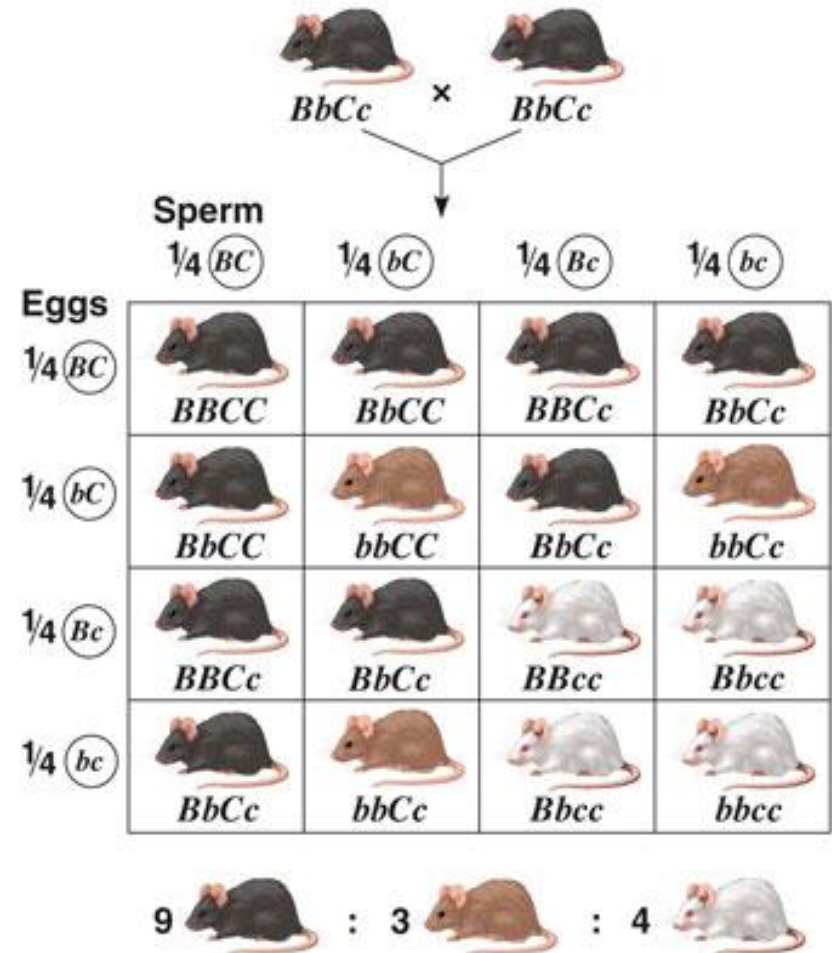 BbCc × BbCc
Sperm
1/4 BC 1/4 bC 1/4 Bc 1/4 bc
Eggs
1/4 BC
BBCC BbCC BBCc BbCc
1/4 bC
BbCC bbCC BbCc bbCc
1/4 Bc
BBCc BbCc BBcc Bbcc
1/4 bc
BbCc bbCc Bbcc bbcc
9 : 3 : 4